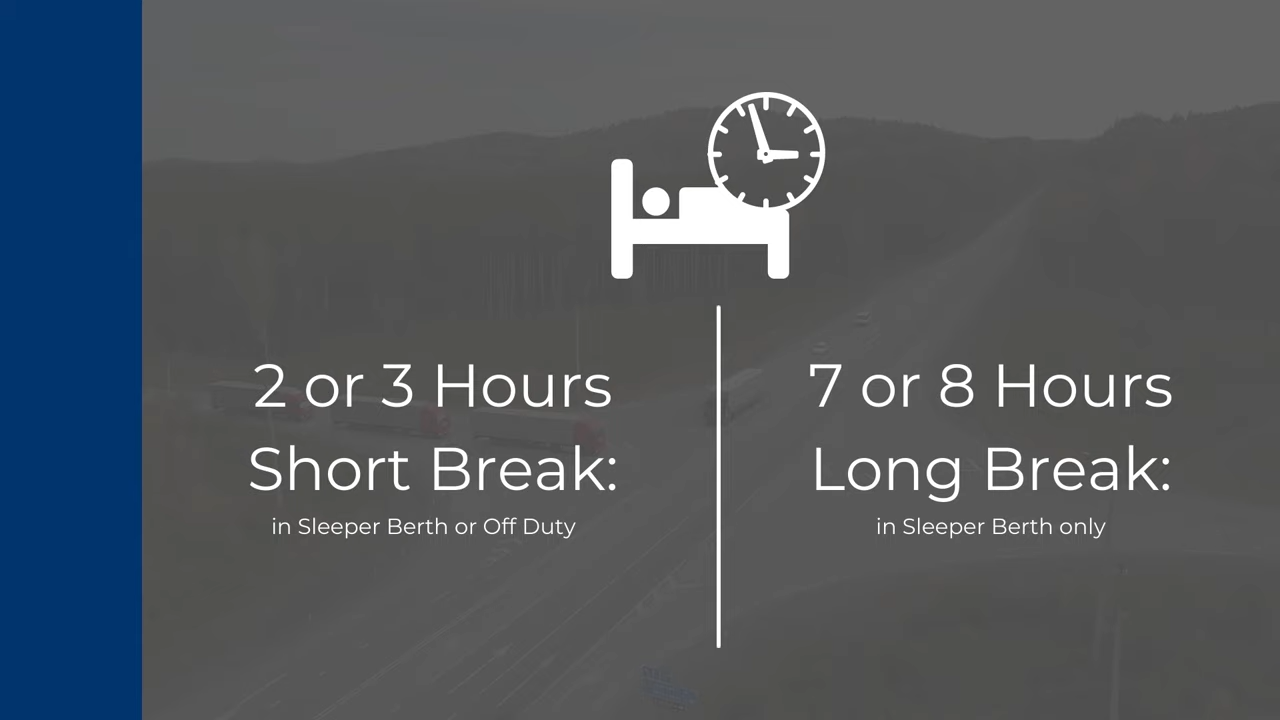 2 or 3 Hours
Short Break:
in Sleeper Berth or Off Duty
7 or 8 Hours
Long Break:
in Sleeper Berth only